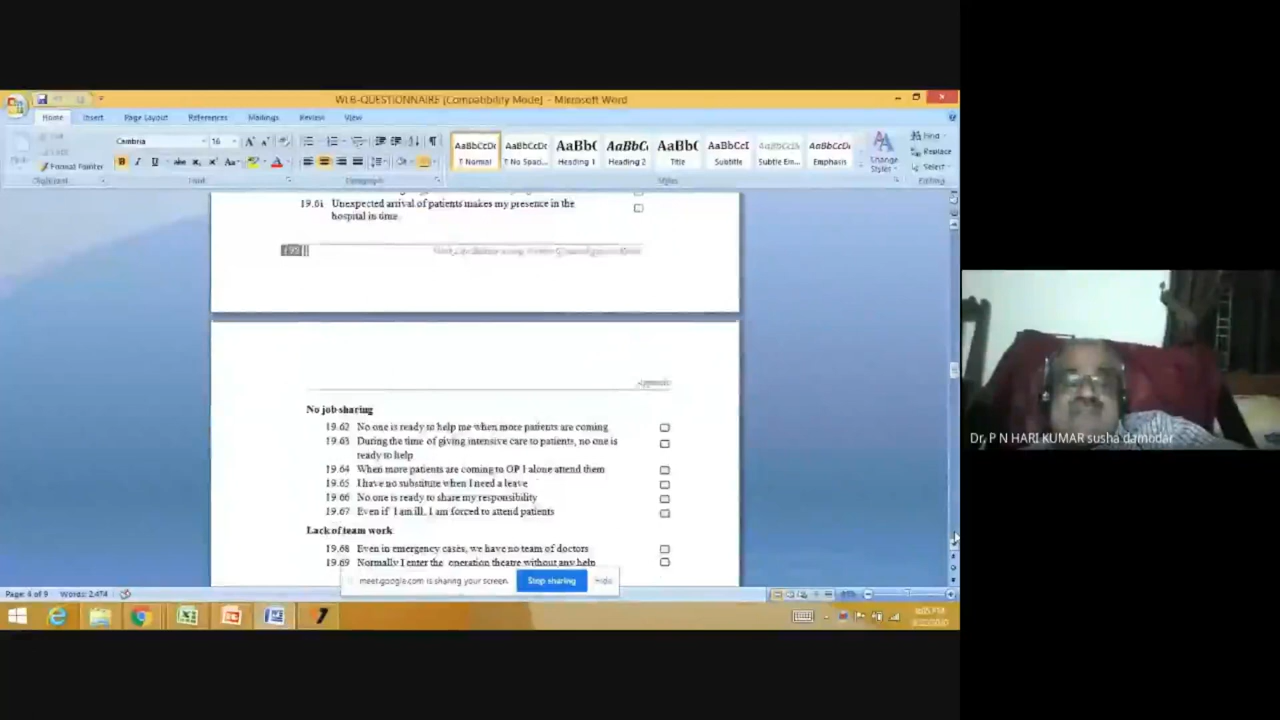 WLB-QUESTIONNAIRE [Compatibility Mode] - Microsoft Word
Home Insert Page Layout References Mailings Review View
Cambria 16
Format Painter
Clipboard Font Paragraph Styles Editing
AaBbCcDc AaBbCcDc AaBbC AaBbCc AaBbC AaBbCcI AaBbCcDc AaBbCcDc
¶ Normal ¶ No Spac... Heading 1 Heading 2 Title Subtitle Subtle Em... Emphasis
Change Styles
Find
Replace
Select
19.61 Unexpected arrival of patients makes my presence in the
hospital in time
Appendix
No job sharing
19.62 No one is ready to help me when more patients are coming
19.63 During the time of giving intensive care to patients, no one is
ready to help
19.64 When more patients are coming to OP I alone attend them
19.65 I have no substitute when I need a leave
19.66 No one is ready to share my responsibility
19.67 Even if I am ill, I am forced to attend patients
Lack of team work
19.68 Even in emergency cases, we have no team of doctors
19.69 Normally I enter the operation theatre without any help
meet.google.com is sharing your screen. Stop sharing Hide
Words: 2,474
Dr. P N HARI KUMAR susha damodar